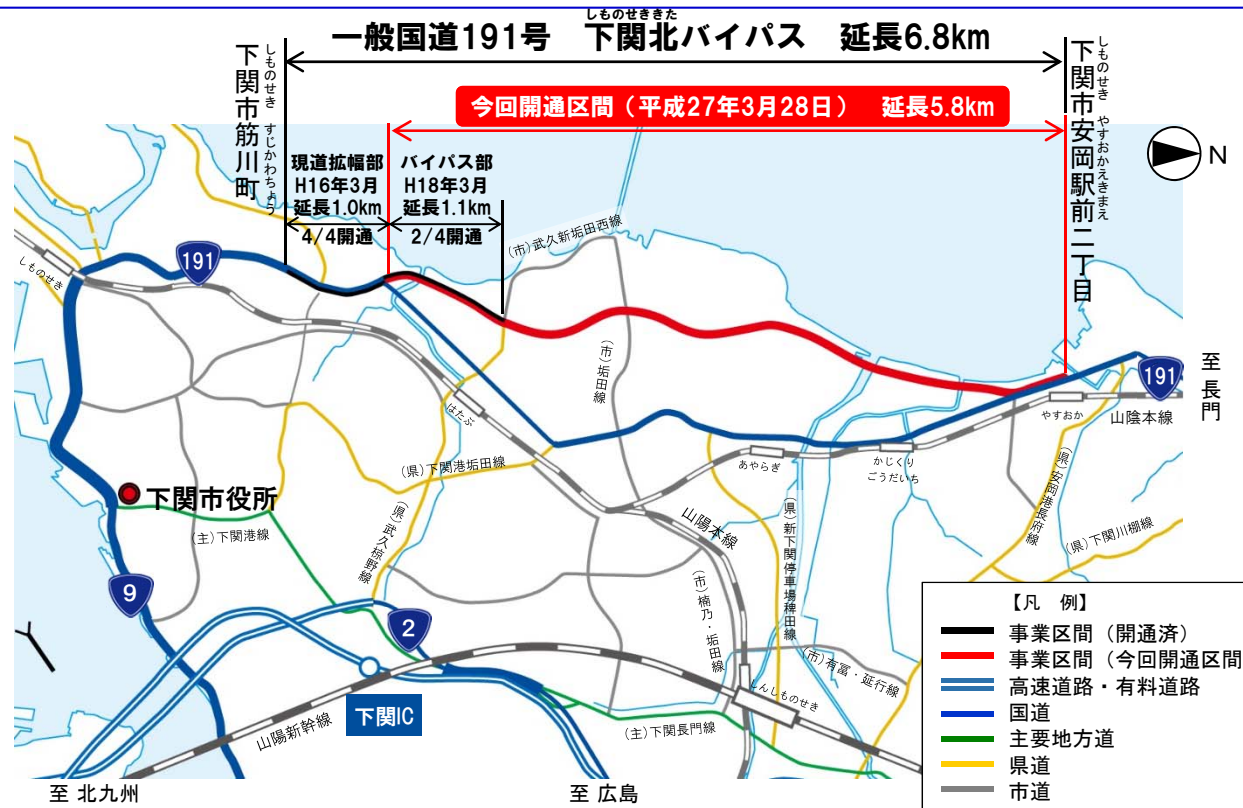 しものせききた
一般国道191号　下関北バイパス　延長6.8km
今回開通区間（平成27年3月28日）　延長5.8km
下関市筋川町
しものせき すじかわちょう
下関市安岡駅前二丁目
しものせき やすおかえきまえ
現道拡幅部
H16年3月
延長1.0km
4/4開通
バイパス部
H18年3月
延長1.1km
2/4開通
N
(市)武久新垢田西線
191
しものせき
(市)垢田線
はたぶ
191
至 長門
やすおか
山陰本線
あやらぎ
かじくり
ごうだいち
(県)下関港垢田線
下関市役所
(主)下関港線
(県)武久椋野線
山陽本線
(県)新下関停車場稗田線
(県)安岡港長府線
(県)下関川棚線
(市)楠乃・垢田線
(市)有冨・延行線
9
2
しんしものせき
下関IC
山陽新幹線
(主)下関長門線
至 北九州
至 広島
【凡　例】
事業区間（開通済）
事業区間（今回開通区間
高速道路・有料道路
国道
主要地方道
県道
市道